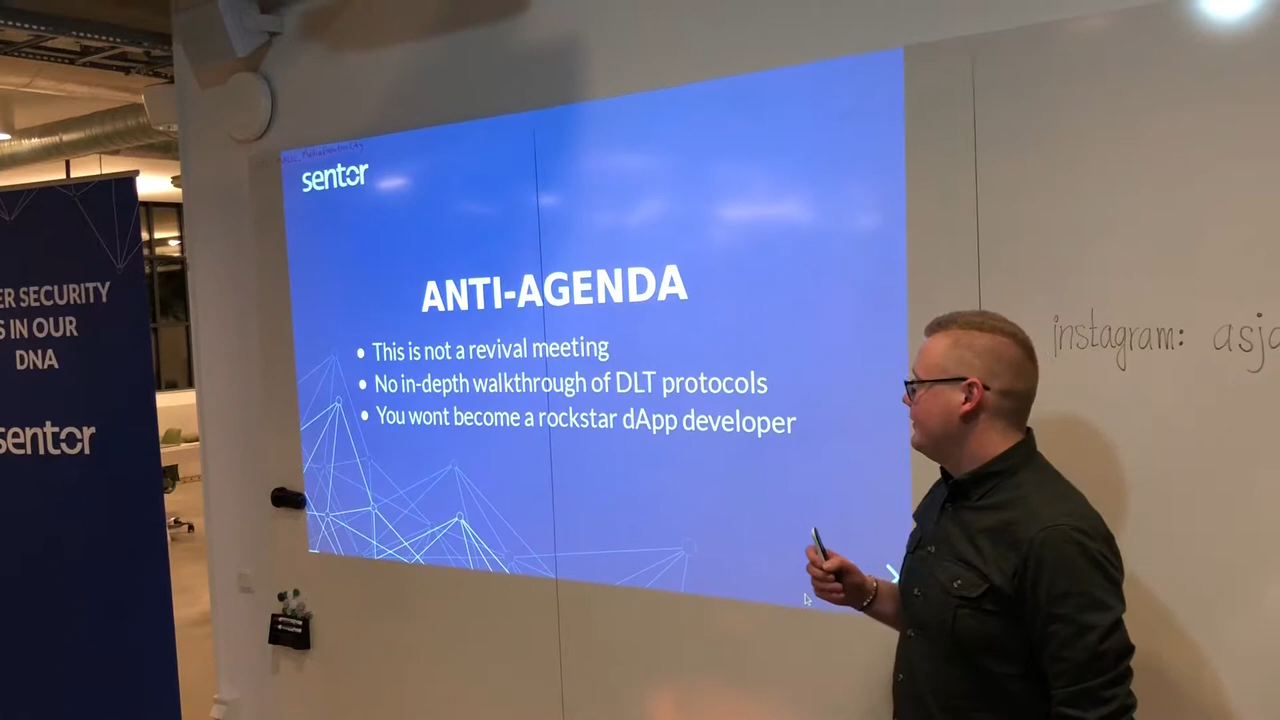 sentor
ANTI-AGENDA
This is not a revival meeting
No in-depth walkthrough of DLT protocols
You wont become a rockstar dApp developer
ER SECURITY
S IN OUR
DNA
sentor
instagram: asja